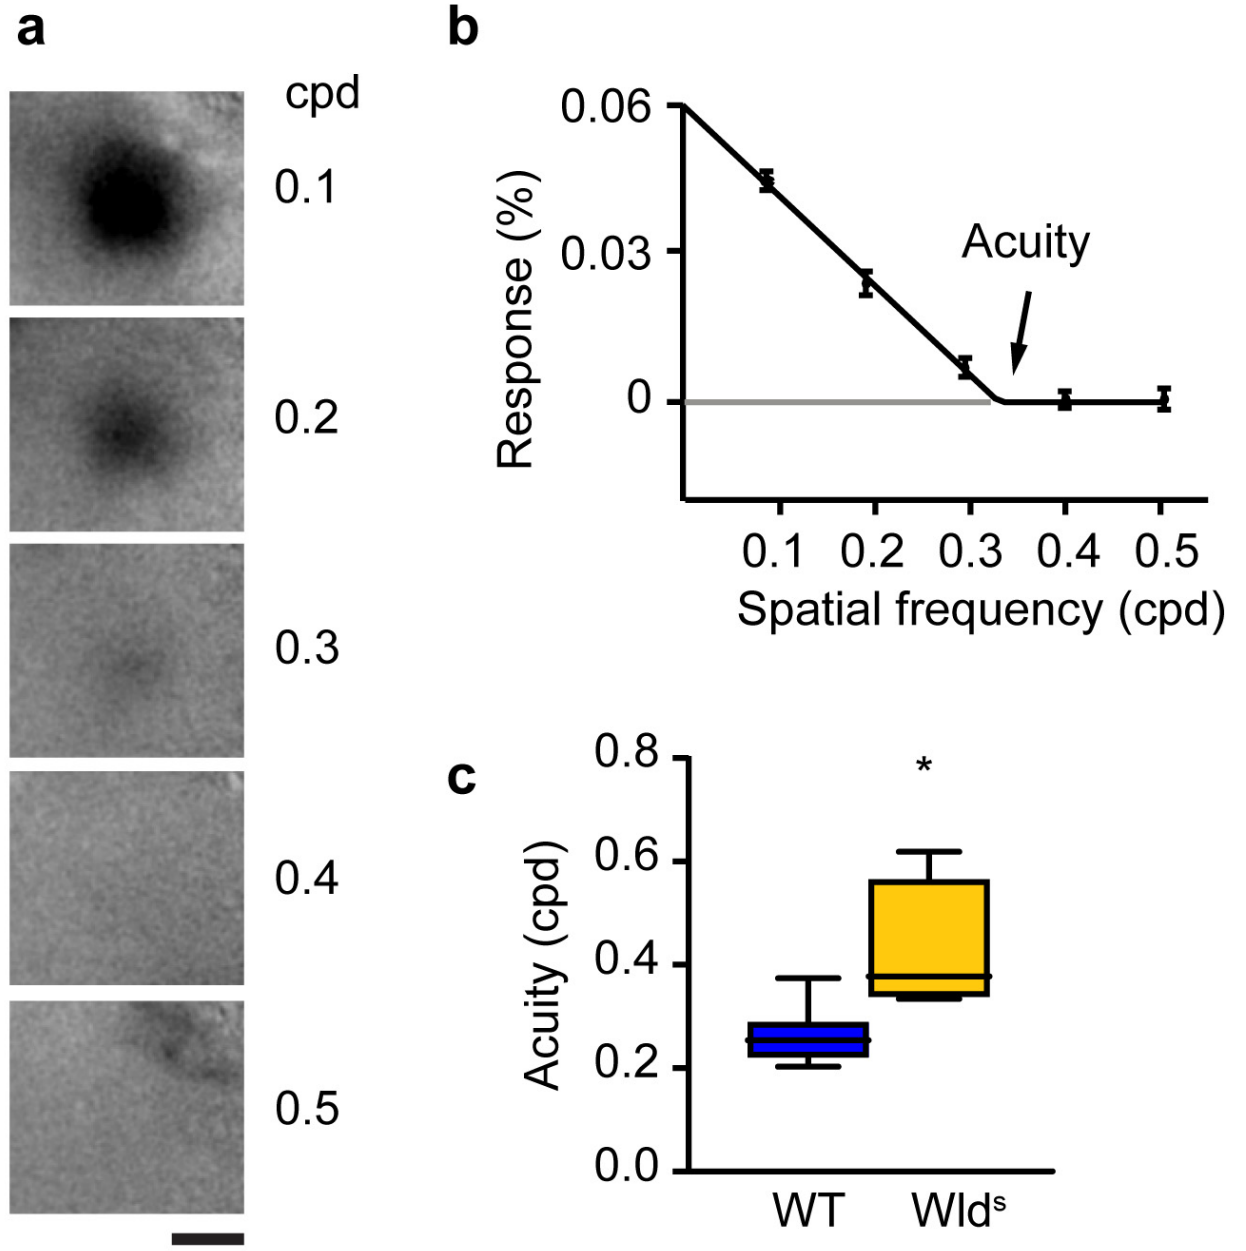 a
cpd
0.1
0.2
0.3
0.4
0.5
b
0.06
0.03
0
Response (%)
Acuity
0.1 0.2 0.3 0.4 0.5
Spatial frequency (cpd)
c
0.8
0.6
0.4
0.2
0.0
Acuity (cpd)
*
WT Wldˢ